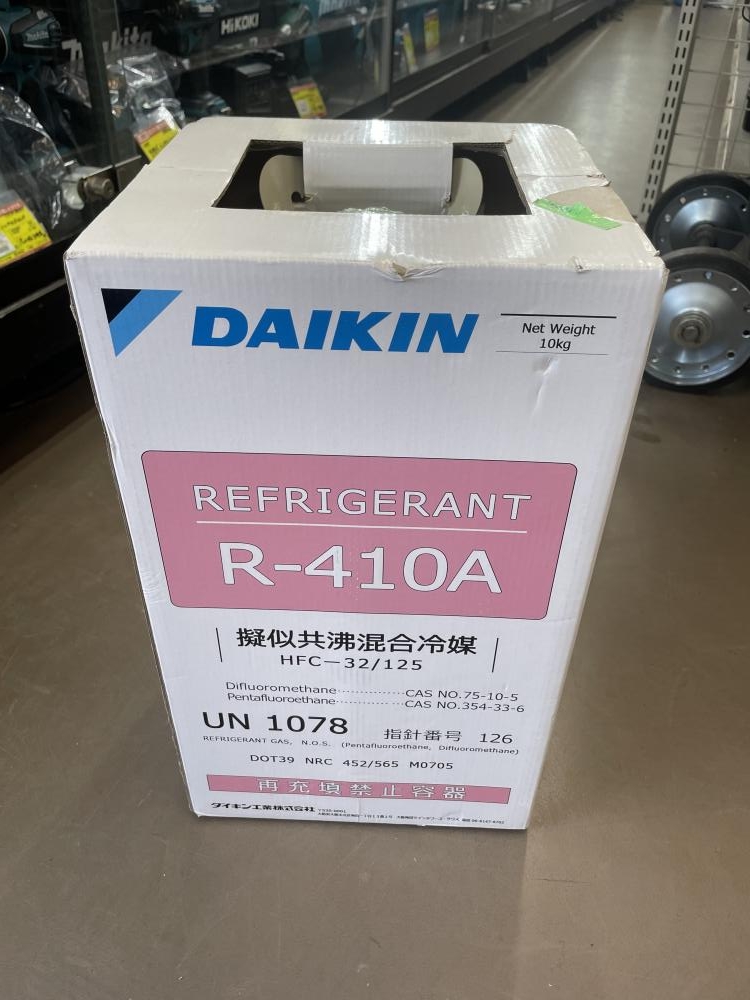 Makita
HiKOKI
DAIKIN
Net Weight
10kg
REFRIGERANT
R-410A
擬似共沸混合冷媒
HFC－32/125
Difluoromethane··············CAS NO.75-10-5
Pentafluoroethane··············CAS NO.354-33-6
UN 1078 指針番号 126
REFRIGERANT GAS, N.O.S. (Pentafluoroethane, Difluoromethane)
DOT39 NRC 452/565 M0705
再充填禁止容器
ダイキン工業株式会社